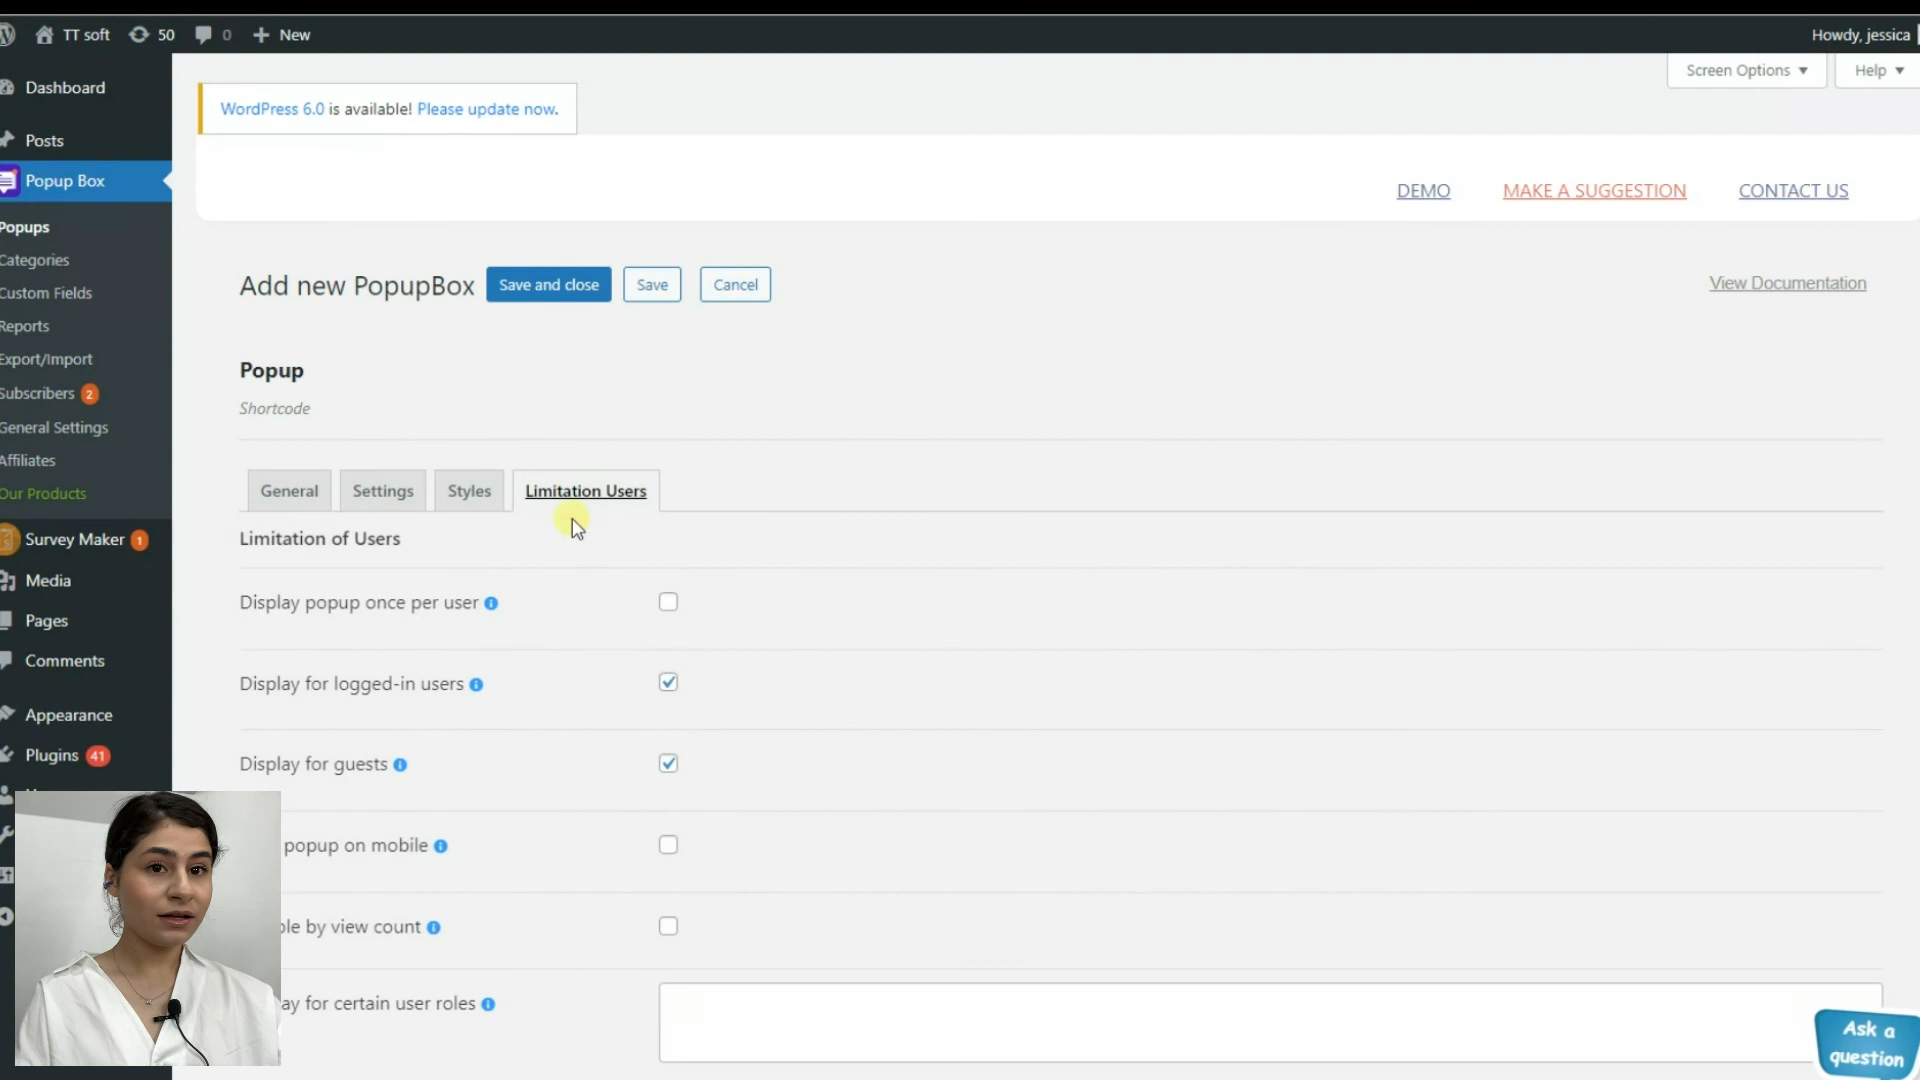 TT soft 50 0 New
Howdy, jessica
Screen Options Help
Dashboard
Posts
Popup Box
Popups
Categories
Custom Fields
Reports
Export/Import
Subscribers 2
General Settings
Affiliates
Our Products
Survey Maker 1
Media
Pages
Comments
Appearance
Plugins 41
WordPress 6.0 is available! Please update now.
DEMO MAKE A SUGGESTION CONTACT US
Add new PopupBox Save and close Save Cancel View Documentation
Popup
Shortcode
General Settings Styles Limitation Users
Limitation of Users
Display popup once per user
Display for logged-in users
Display for guests
popup on mobile
by view count
for certain user roles
Ask a
question